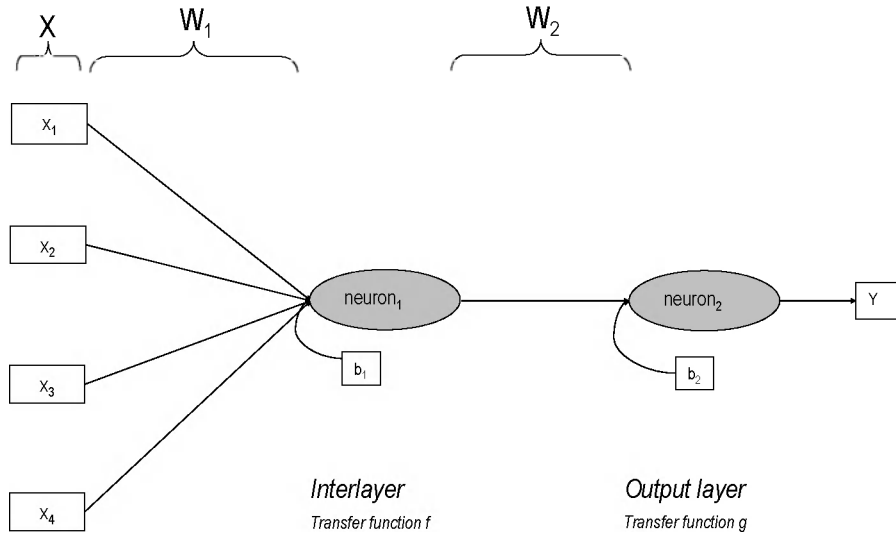 X W₁ W₂
X₁
X₂
neuron₁ neuron₂ Y
b₁ b₂
X₃
Interlayer Output layer
X₄ Transfer function f Transfer function g